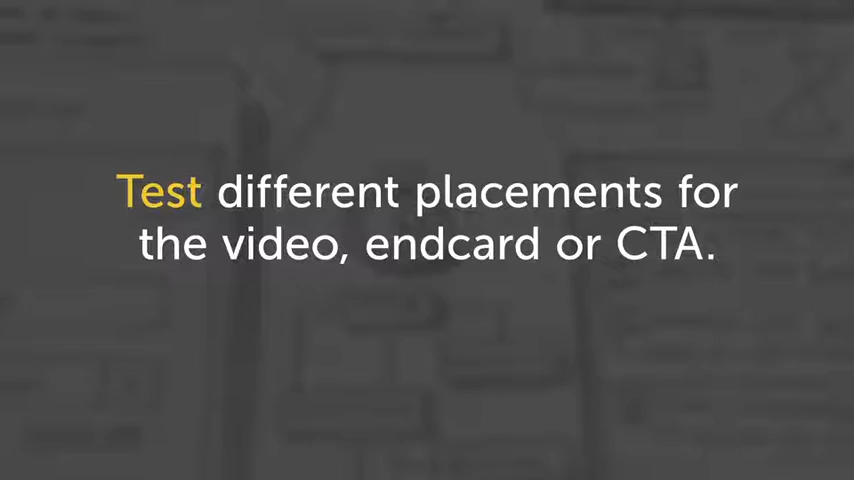 Test different placements for
the video, endcard or CTA.